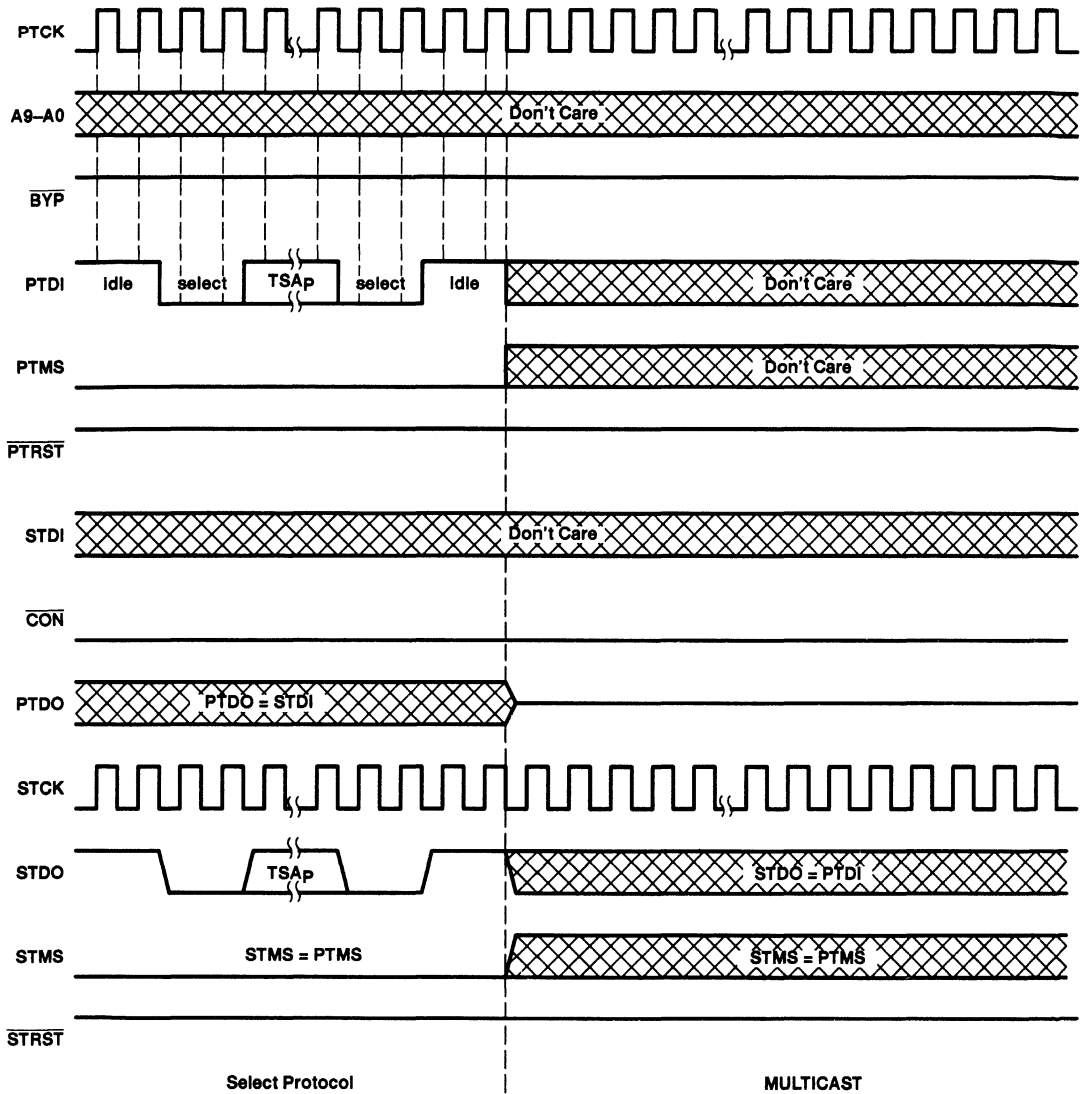 PTCK
A9–A0 Don't Care
BYP
PTDI Idle select TSAP select Idle Don't Care
PTMS Don't Care
PTRST
STDI Don't Care
CON
PTDO PTDO = STDI
STCK
STDO TSAP STDO = PTDI
STMS STMS = PTMS STMS = PTMS
STRST
Select Protocol MULTICAST